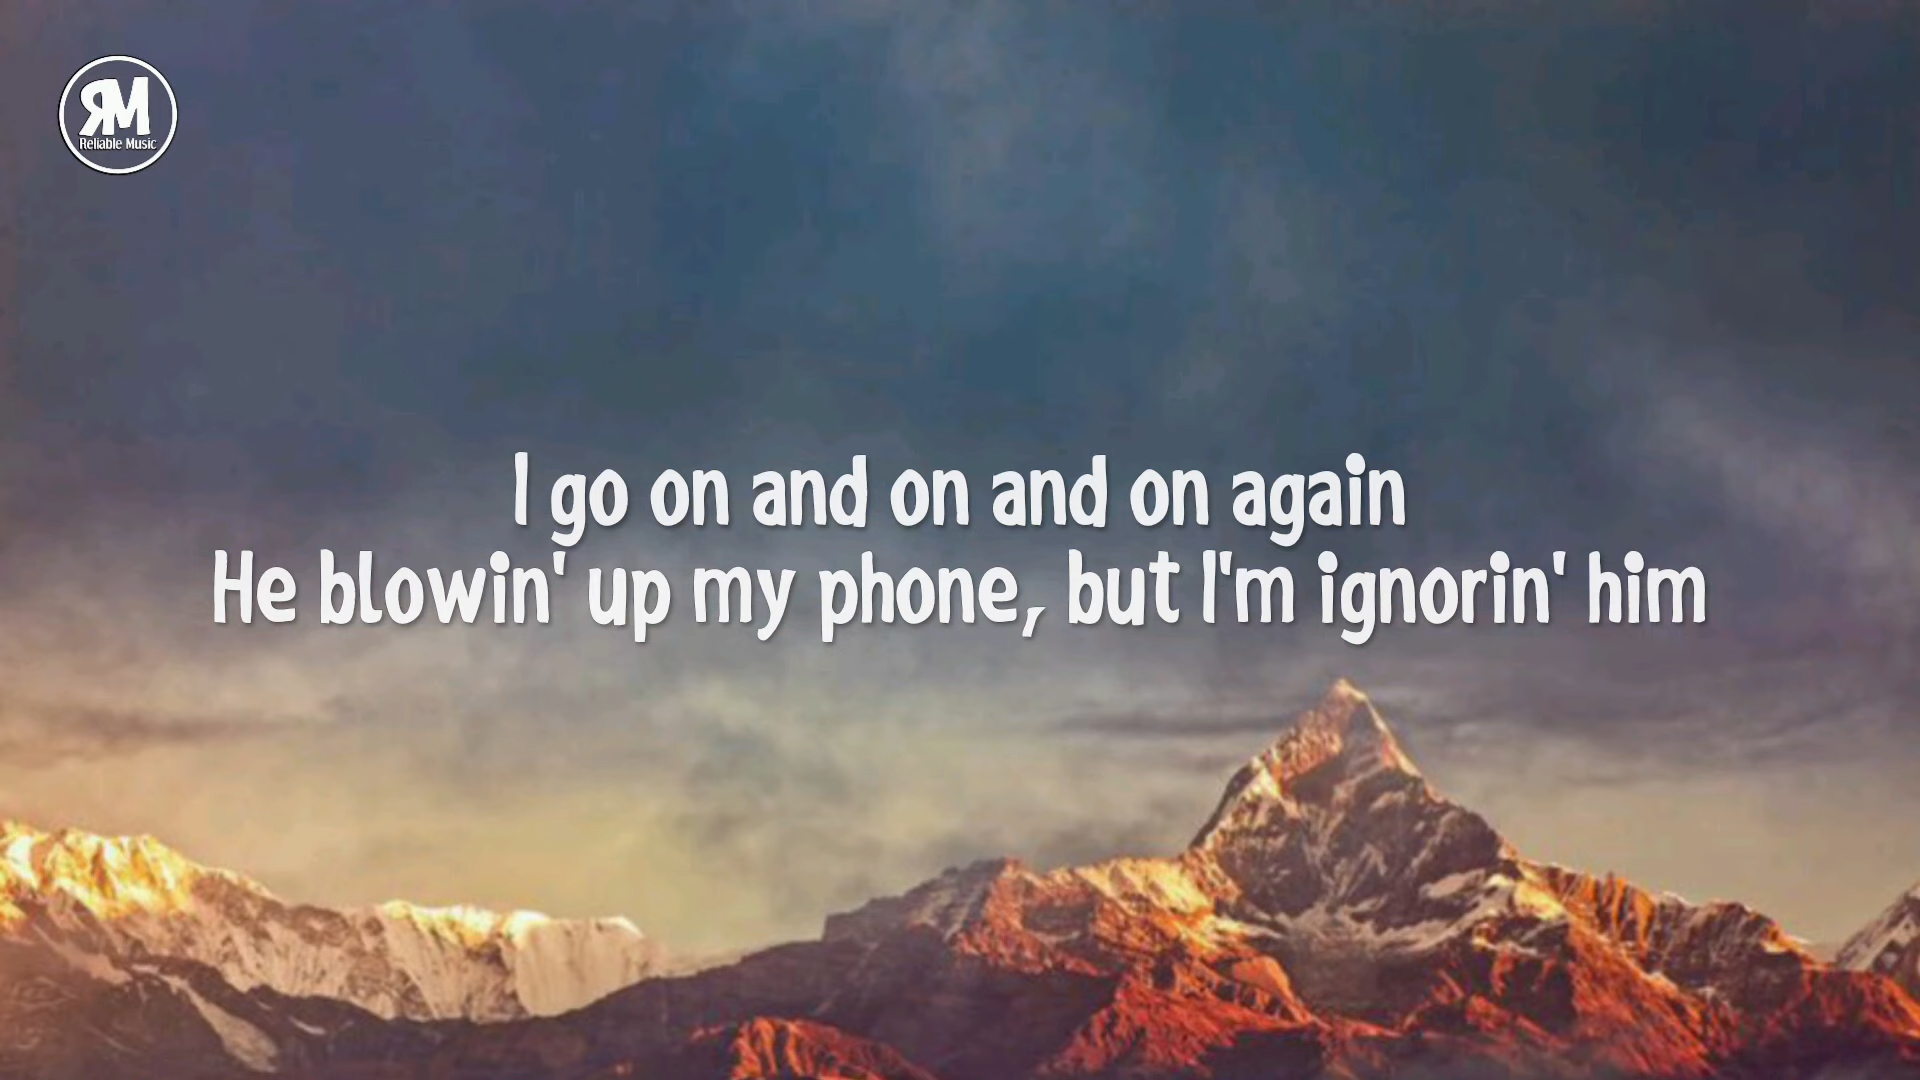 RM
Reliable Music
I go on and on and on again
He blowin' up my phone, but I'm ignorin' him